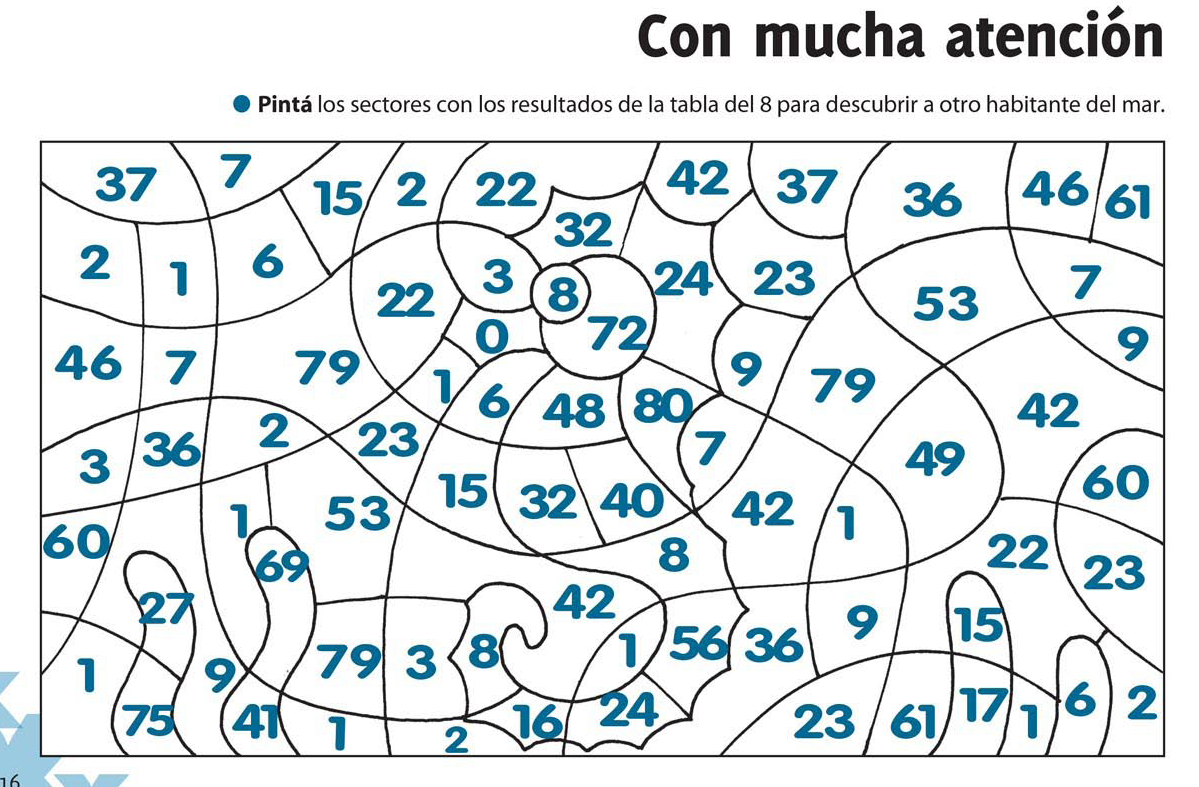 Con mucha atención
● Pintá los sectores con los resultados de la tabla del 8 para descubrir a otro habitante del mar.
37 7 15 2 22 32 42 37 36 46 61
2 1 6 22 3 8 24 23 53 7
46 7 79 0 72 9 79 9
3 36 2 23 1 6 48 80 7 49 42 60
60 1 53 15 32 40 42 1 22 23
27 69 42 8 9 15
1 9 79 3 8 1 56 36
75 41 1 2 16 24 23 61 17 1 6 2
16